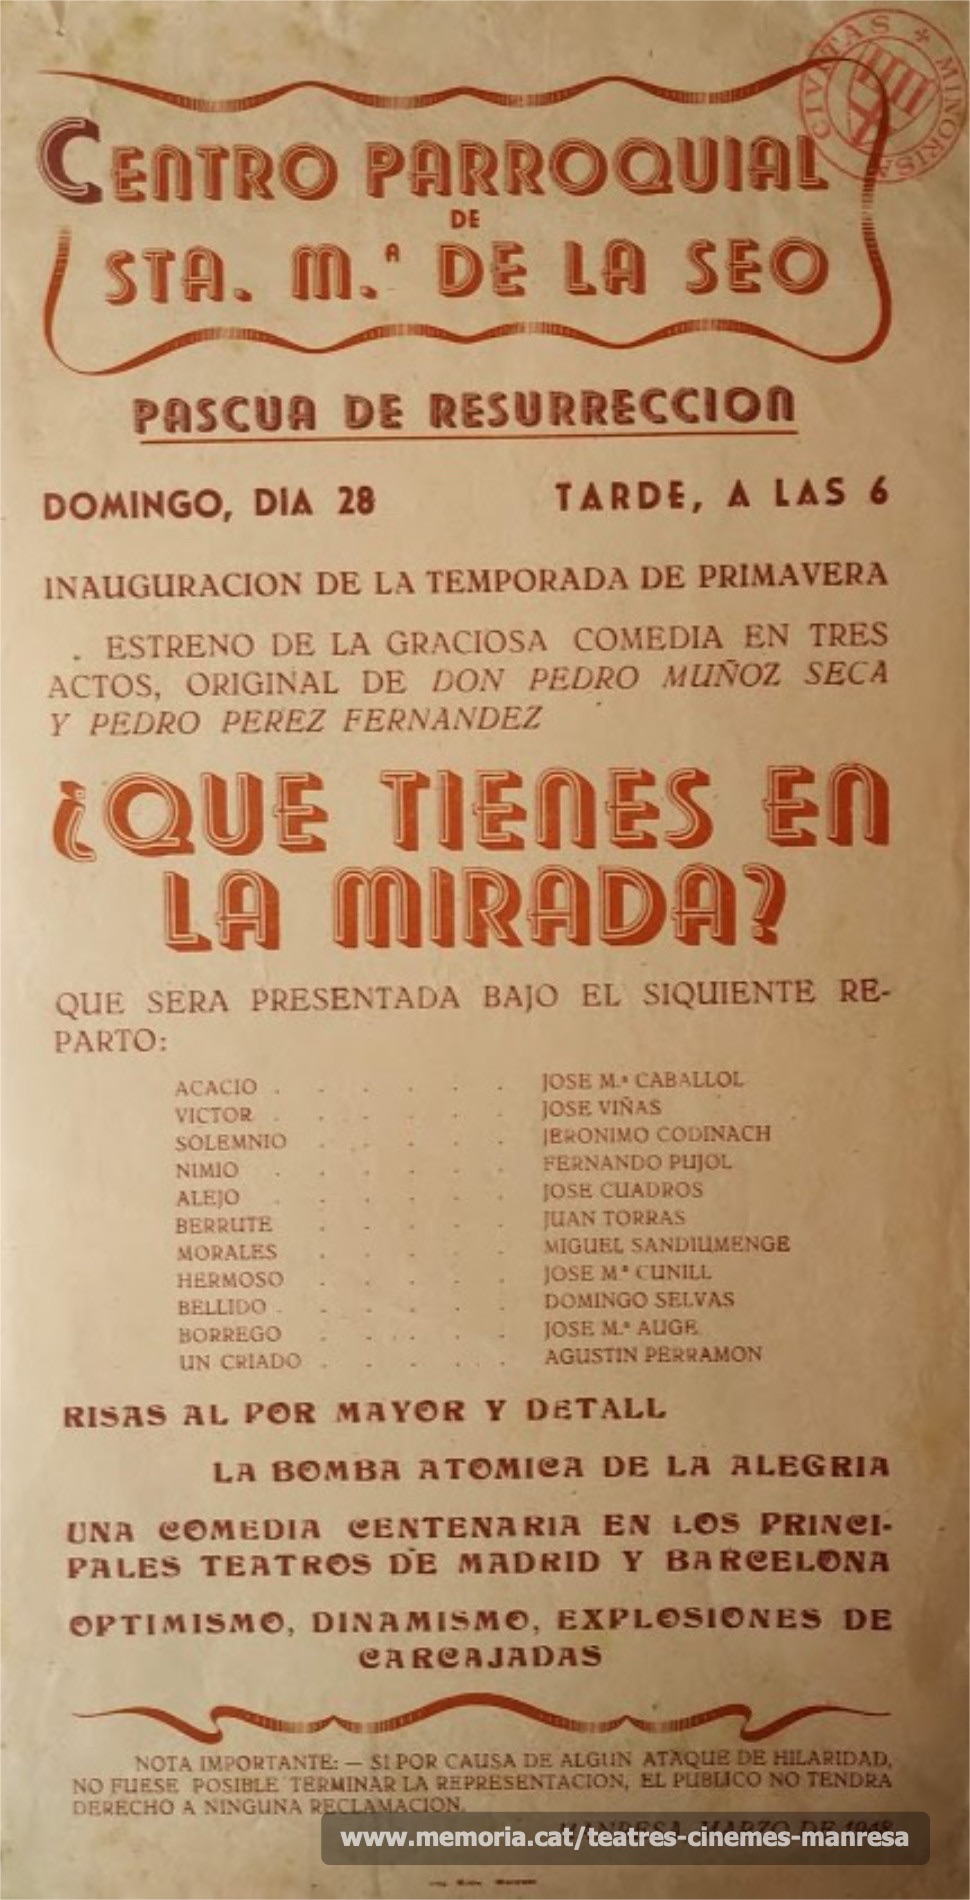 CIVITAS ✠ MINORISA
CENTRO PARROQUIAL
DE
STA. M.ª DE LA SEO
PASCUA DE RESURRECCION
DOMINGO, DIA 28 TARDE, A LAS 6
INAUGURACION DE LA TEMPORADA DE PRIMAVERA
ESTRENO DE LA GRACIOSA COMEDIA EN TRES
ACTOS, ORIGINAL DE DON PEDRO MUÑOZ SECA
Y PEDRO PEREZ FERNANDEZ
¿QUE TIENES EN
LA MIRADA?
QUE SERA PRESENTADA BAJO EL SIQUIENTE RE-
PARTO:
ACACIO . . . . . . JOSE M.ª CABALLOL
VICTOR . . . . . . JOSE VIÑAS
SOLEMNIO . . . . . JERONIMO CODINACH
NIMIO . . . . . . FERNANDO PUJOL
ALEJO . . . . . . JOSE CUADROS
BERRUTE . . . . . JUAN TORRAS
MORALES . . . . . MIGUEL SANDIUMENGE
HERMOSO . . . . . JOSE Mª CUNILL
BELLIDO . . . . . . DOMINGO SELVAS
BORREGO . . . . . JOSE M.ª AUGE
UN CRIADO . . . . . AGUSTIN PERRAMON
RISAS AL POR MAYOR Y DETALL
LA BOMBA ATOMICA DE LA ALEGRIA
UNA COMEDIA CENTENARIA EN LOS PRINCI-
PALES TEATROS DE MADRID Y BARCELONA
OPTIMISMO, DINAMISMO, EXPLOSIONES DE
CARCAJADAS
NOTA IMPORTANTE: — SI POR CAUSA DE ALGUN ATAQUE DE HILARIDAD,
NO FUESE POSIBLE TERMINAR LA REPRESENTACION, EL PUBLICO NO TENDRA
DERECHO A NINGUNA RECLAMACION.
MANRESA, MARZO DE 1948
www.memoria.cat/teatres-cinemes-manresa